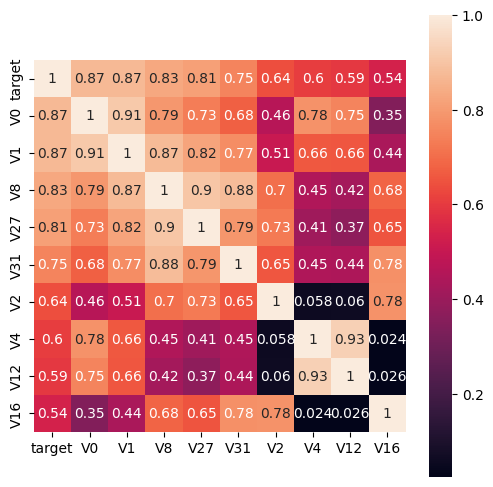 target 1 0.87 0.87 0.83 0.81 0.75 0.64 0.6 0.59 0.54
V0 0.87 1 0.91 0.79 0.73 0.68 0.46 0.78 0.75 0.35
V1 0.87 0.91 1 0.87 0.82 0.77 0.51 0.66 0.66 0.44
V8 0.83 0.79 0.87 1 0.9 0.88 0.7 0.45 0.42 0.68
V27 0.81 0.73 0.82 0.9 1 0.79 0.73 0.41 0.37 0.65
V31 0.75 0.68 0.77 0.88 0.79 1 0.65 0.45 0.44 0.78
V2 0.64 0.46 0.51 0.7 0.73 0.65 1 0.058 0.06 0.78
V4 0.6 0.78 0.66 0.45 0.41 0.45 0.058 1 0.93 0.024
V12 0.59 0.75 0.66 0.42 0.37 0.44 0.06 0.93 1 0.026
V16 0.54 0.35 0.44 0.68 0.65 0.78 0.78 0.024 0.026 1
target V0 V1 V8 V27 V31 V2 V4 V12 V16
1.0
0.8
0.6
0.4
0.2